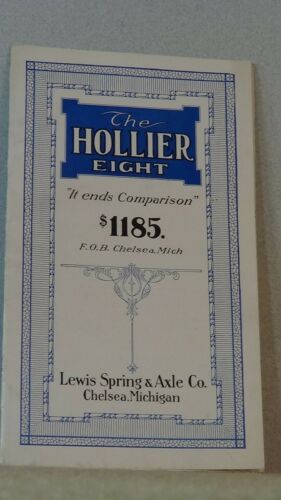 The
HOLLIER
EIGHT
"It ends Comparison"
$1185.
F.O.B. Chelsea, Mich
Lewis Spring & Axle Co.
Chelsea, Michigan